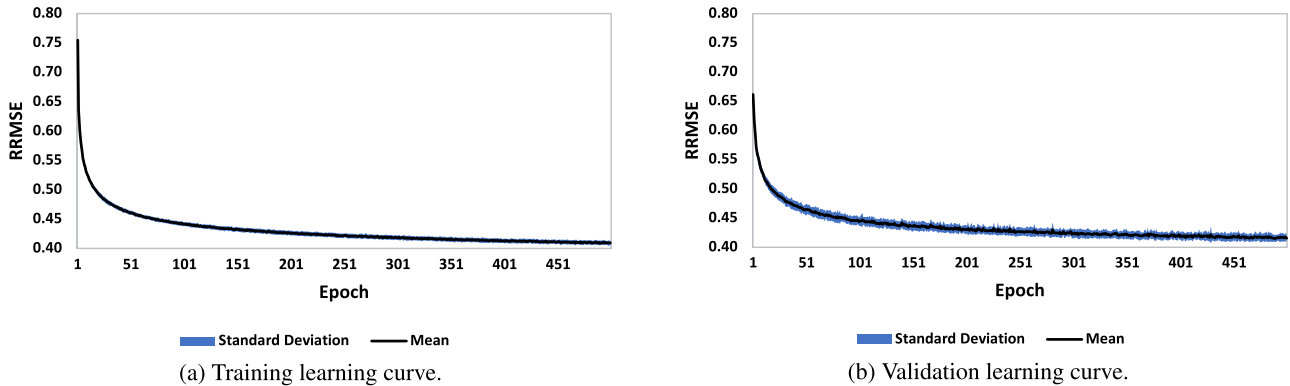 0.80
0.75
0.70
0.65
0.60
0.55
0.50
0.45
0.40
RRMSE
1 51 101 151 201 251 301 351 401 451
Epoch
Standard Deviation Mean
(a) Training learning curve.
0.80
0.75
0.70
0.65
0.60
0.55
0.50
0.45
0.40
RRMSE
1 51 101 151 201 251 301 351 401 451
Epoch
Standard Deviation Mean
(b) Validation learning curve.